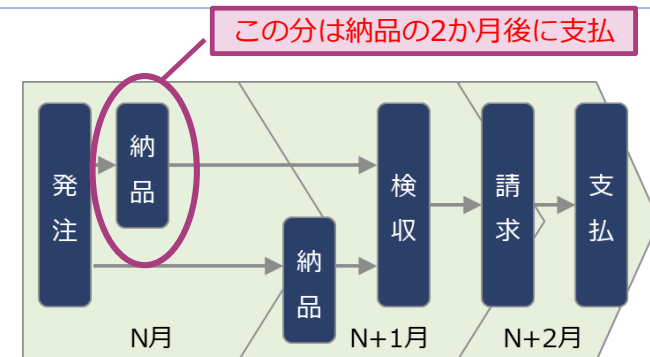 この分は納品の2か月後に支払
発注
納品
納品
検収
請求
支払
N月
N+1月
N+2月